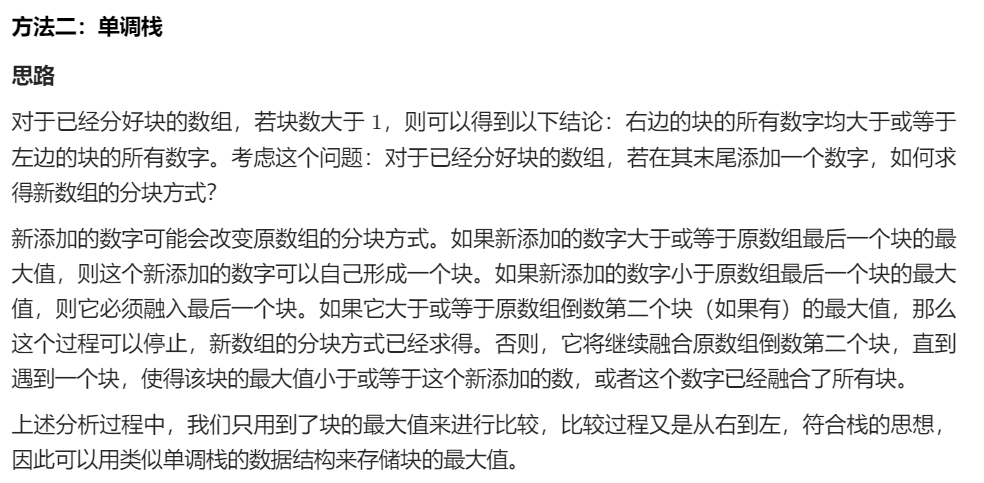 方法二：单调栈
思路
对于已经分好块的数组，若块数大于 1，则可以得到以下结论：右边的块的所有数字均大于或等于
左边的块的所有数字。考虑这个问题：对于已经分好块的数组，若在其末尾添加一个数字，如何求
得新数组的分块方式？
新添加的数字可能会改变原数组的分块方式。如果新添加的数字大于或等于原数组最后一个块的最
大值，则这个新添加的数字可以自己形成一个块。如果新添加的数字小于原数组最后一个块的最大
值，则它必须融入最后一个块。如果它大于或等于原数组倒数第二个块（如果有）的最大值，那么
这个过程可以停止，新数组的分块方式已经求得。否则，它将继续融合原数组倒数第二个块，直到
遇到一个块，使得该块的最大值小于或等于这个新添加的数，或者这个数字已经融合了所有块。
上述分析过程中，我们只用到了块的最大值来进行比较，比较过程又是从右到左，符合栈的思想，
因此可以用类似单调栈的数据结构来存储块的最大值。